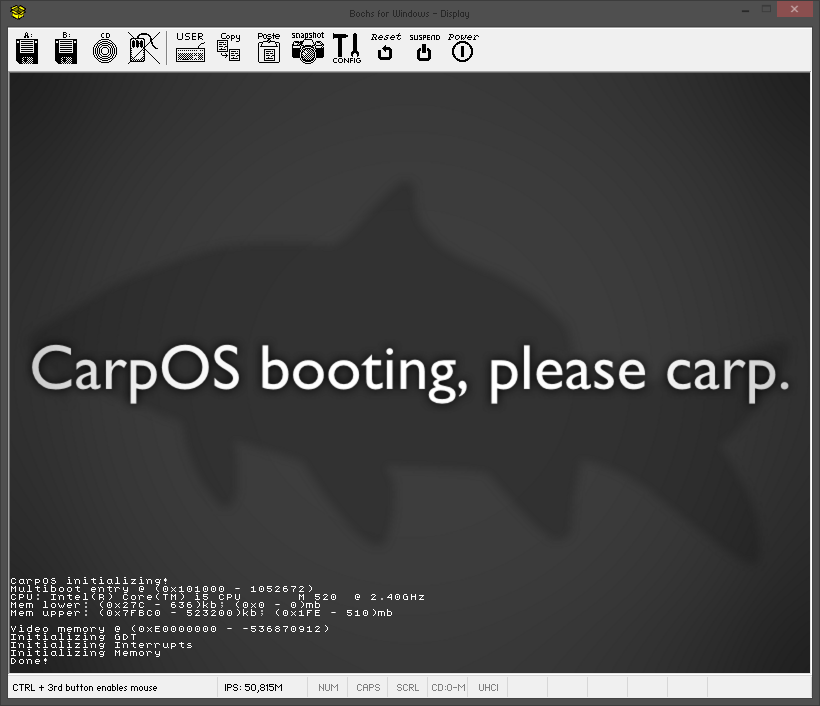 Bochs for Windows - Display
A:
B:
CD
USER
Copy
Poste
snapshot
CONFIG
Reset
SUSPEND
Power
CarpOS booting, please carp.
CarpOS initializing!
Multiboot entry @ (0x101000 - 1052672)
CPU: Intel(R) Core(TM) i5 CPU       M 520  @ 2.40GHz
Mem lower: (0x27C - 636)kb; (0x0 - 0)mb
Mem upper: (0x7FBC0 - 523200)kb; (0x1FE - 510)mb
Video memory @ (0xE0000000 - -536870912)
Initializing GDT
Initializing Interrupts
Initializing Memory
Done!
CTRL + 3rd button enables mouse
IPS: 50,815M
NUM
CAPS
SCRL
CD:0-M
UHCI